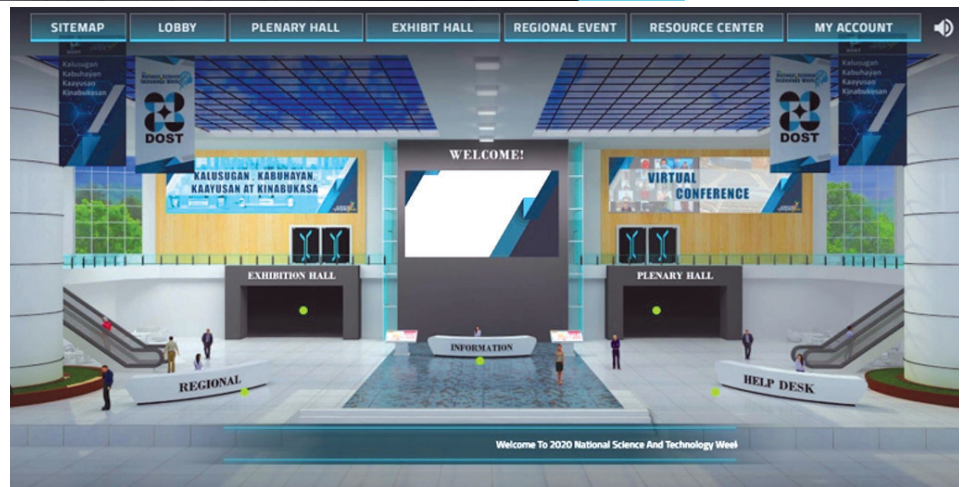 SITEMAP
LOBBY
PLENARY HALL
EXHIBIT HALL
REGIONAL EVENT
RESOURCE CENTER
MY ACCOUNT
Kalusugan
Kabuhayan
Kaayusan
Kinabukasan
DOST
DOST
Kalusugan
Kabuhayan
Kaayusan
Kinabukasan
WELCOME!
KALUSUGAN, KABUHAYAN,
KAAYUSAN AT KINABUKASA
VIRTUAL
CONFERENCE
EXHIBITION HALL
PLENARY HALL
INFORMATION
REGIONAL
HELP DESK
Welcome To 2020 National Science And Technology Week